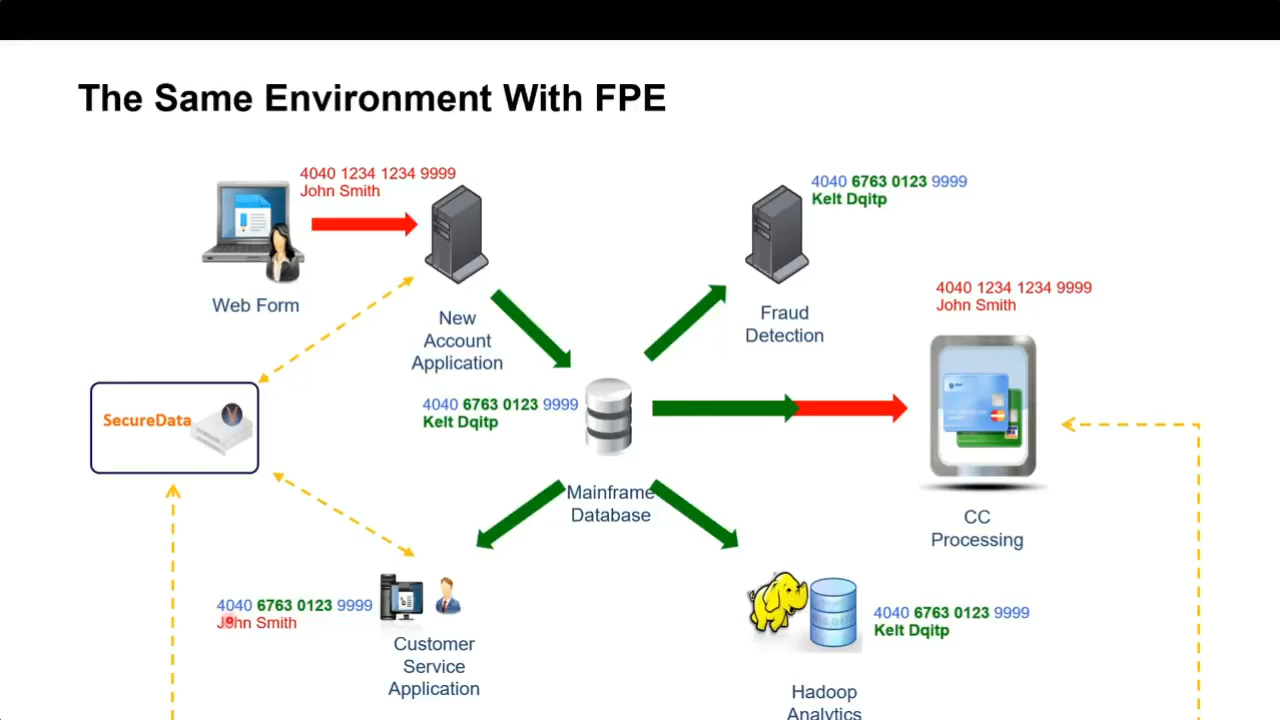 The Same Environment With FPE
4040 1234 1234 9999
John Smith
Web Form
New
Account
Application
4040 6763 0123 9999
Kelt Dqitp
Fraud
Detection
4040 1234 1234 9999
John Smith
CC
Processing
SecureData
4040 6763 0123 9999
Kelt Dqitp
Mainframe
Database
4040 6763 0123 9999
John Smith
Customer
Service
Application
4040 6763 0123 9999
Kelt Dqitp
Hadoop
Analytics